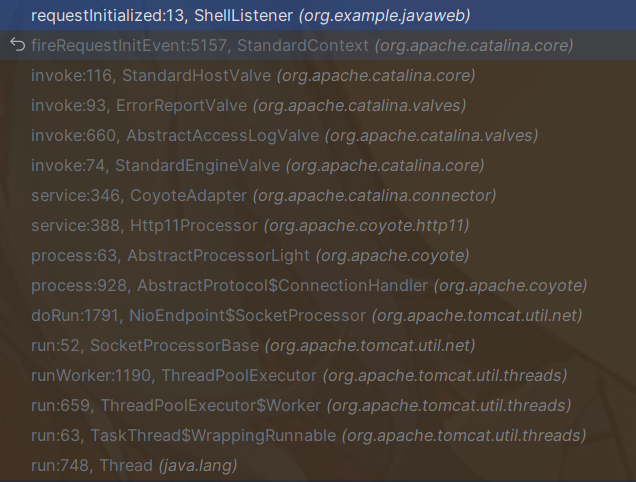 requestInitialized:13, ShellListener (org.example.javaweb)
fireRequestInitEvent:5157, StandardContext (org.apache.catalina.core)
invoke:116, StandardHostValve (org.apache.catalina.core)
invoke:93, ErrorReportValve (org.apache.catalina.valves)
invoke:660, AbstractAccessLogValve (org.apache.catalina.valves)
invoke:74, StandardEngineValve (org.apache.catalina.core)
service:346, CoyoteAdapter (org.apache.catalina.connector)
service:388, Http11Processor (org.apache.coyote.http11)
process:63, AbstractProcessorLight (org.apache.coyote)
process:928, AbstractProtocol$ConnectionHandler (org.apache.coyote)
doRun:1791, NioEndpoint$SocketProcessor (org.apache.tomcat.util.net)
run:52, SocketProcessorBase (org.apache.tomcat.util.net)
runWorker:1190, ThreadPoolExecutor (org.apache.tomcat.util.threads)
run:659, ThreadPoolExecutor$Worker (org.apache.tomcat.util.threads)
run:63, TaskThread$WrappingRunnable (org.apache.tomcat.util.threads)
run:748, Thread (java.lang)